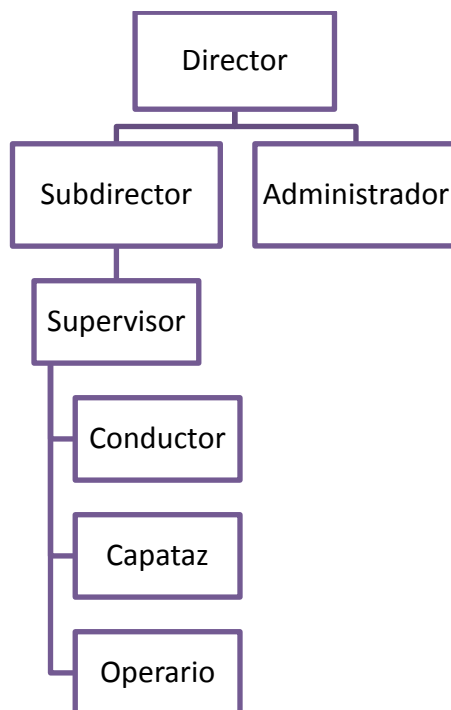 Director
Subdirector
Administrador
Supervisor
Conductor
Capataz
Operario